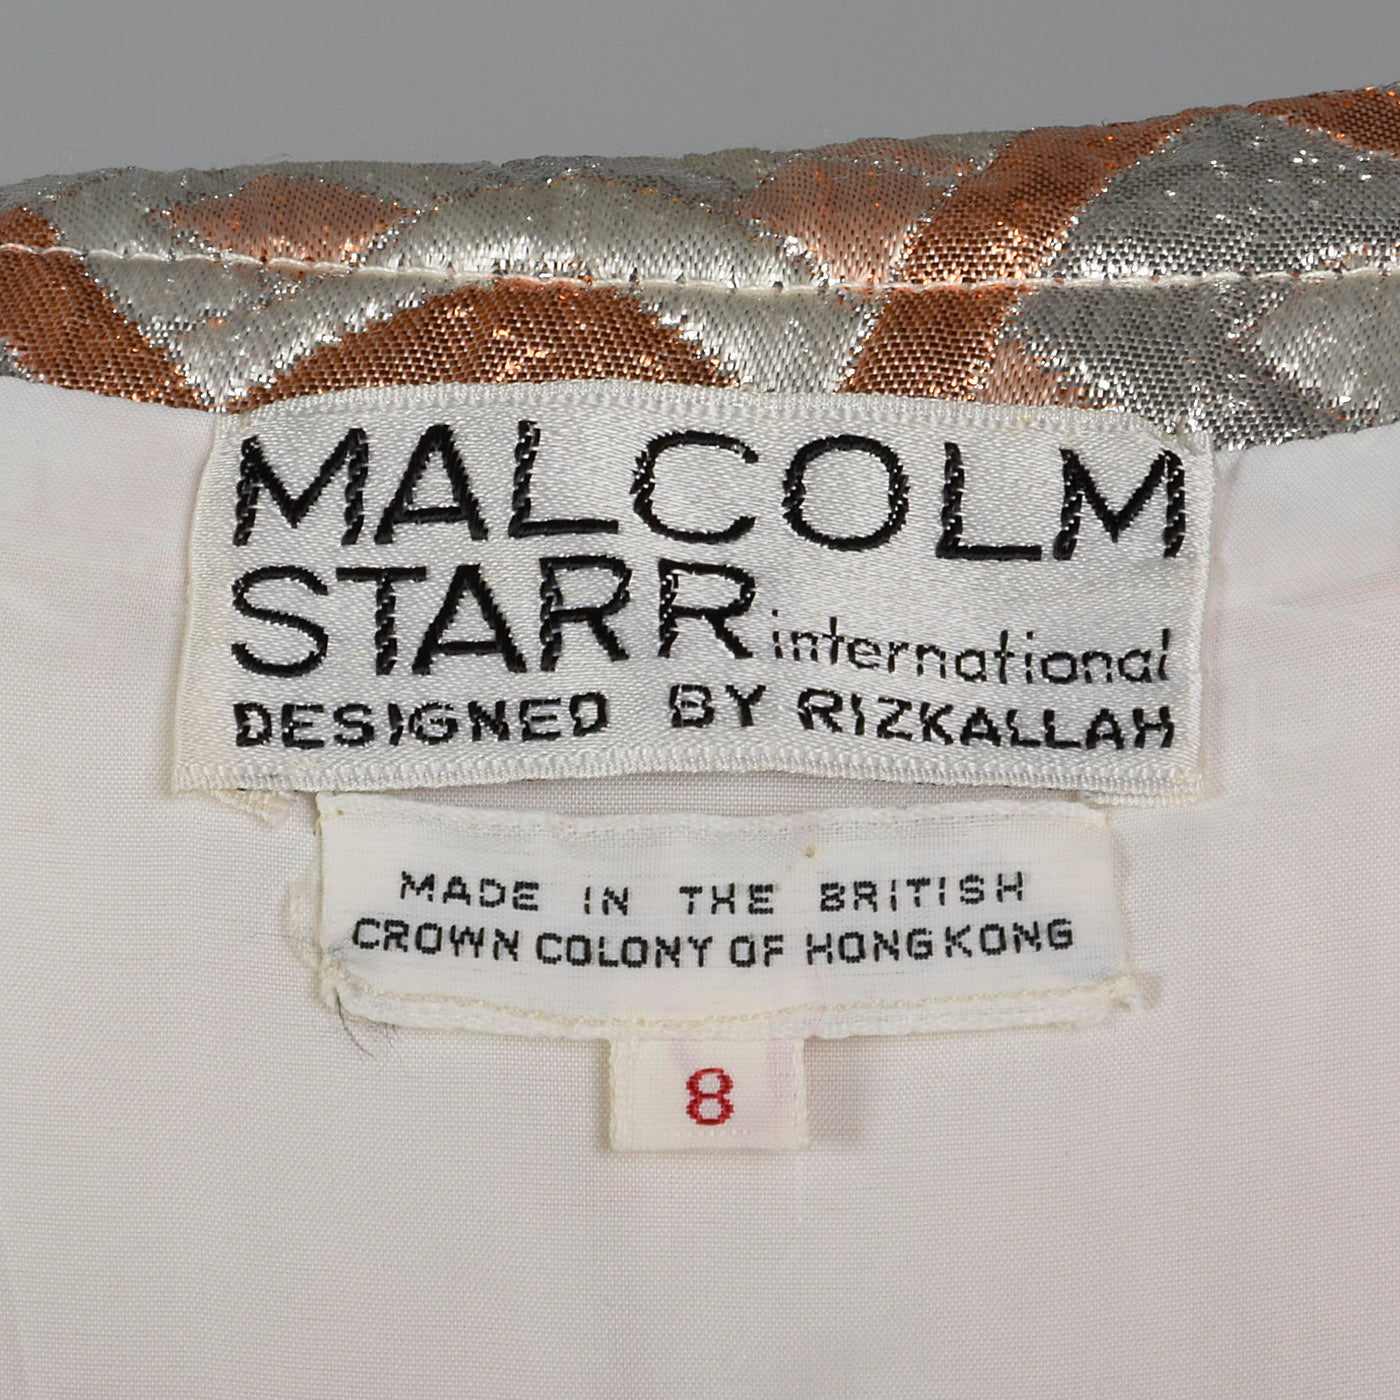 MALCOLM
STARR international
DESIGNED BY RIZKALLAH
MADE IN THE BRITISH
CROWN COLONY OF HONG KONG
8